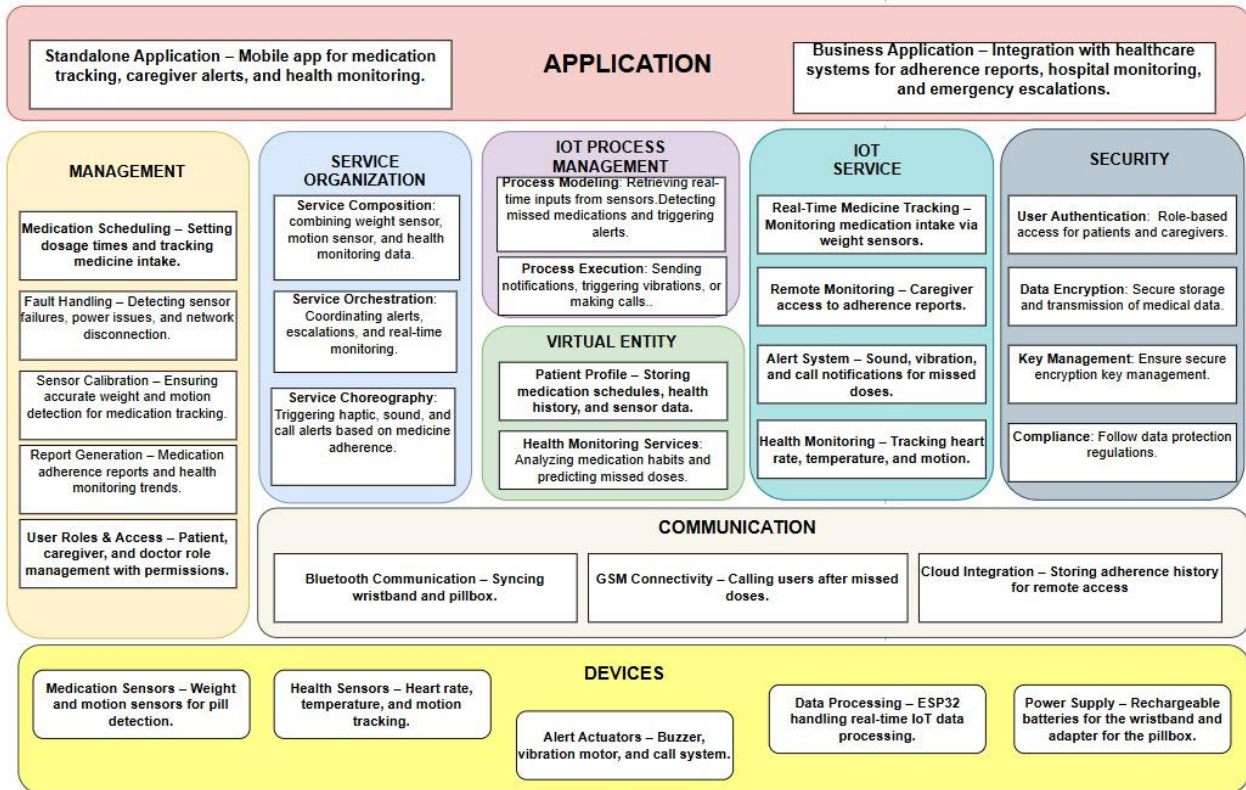 Standalone Application – Mobile app for medication
tracking, caregiver alerts, and health monitoring.
APPLICATION
Business Application – Integration with healthcare
systems for adherence reports, hospital monitoring,
and emergency escalations.
MANAGEMENT
Medication Scheduling – Setting
dosage times and tracking
medicine intake.
Fault Handling – Detecting sensor
failures, power issues, and network
disconnection.
Sensor Calibration – Ensuring
accurate weight and motion
detection for medication tracking.
Report Generation – Medication
adherence reports and health
monitoring trends.
User Roles & Access – Patient,
caregiver, and doctor role
management with permissions.
SERVICE
ORGANIZATION
Service Composition:
combining weight sensor,
motion sensor, and health
monitoring data.
Service Orchestration:
Coordinating alerts,
escalations, and real-time
monitoring.
Service Choreography:
Triggering haptic, sound, and
call alerts based on medicine
adherence.
IOT PROCESS
MANAGEMENT
Process Modeling: Retrieving real-
time inputs from sensors.Detecting
missed medications and triggering
alerts.
Process Execution: Sending
notifications, triggering vibrations, or
making calls..
VIRTUAL ENTITY
Patient Profile – Storing
medication schedules, health
history, and sensor data.
Health Monitoring Services:
Analyzing medication habits and
predicting missed doses.
IOT
SERVICE
Real-Time Medicine Tracking –
Monitoring medication intake via
weight sensors.
Remote Monitoring – Caregiver
access to adherence reports.
Alert System – Sound, vibration,
and call notifications for missed
doses.
Health Monitoring – Tracking heart
rate, temperature, and motion.
SECURITY
User Authentication: Role-based
access for patients and caregivers.
Data Encryption: Secure storage
and transmission of medical data.
Key Management: Ensure secure
encryption key management.
Compliance: Follow data protection
regulations.
COMMUNICATION
Bluetooth Communication – Syncing
wristband and pillbox.
GSM Connectivity – Calling users after missed
doses.
Cloud Integration – Storing adherence history
for remote access
DEVICES
Medication Sensors – Weight
and motion sensors for pill
detection.
Health Sensors – Heart rate,
temperature, and motion
tracking.
Alert Actuators – Buzzer,
vibration motor, and call system.
Data Processing – ESP32
handling real-time IoT data
processing.
Power Supply – Rechargeable
batteries for the wristband and
adapter for the pillbox.